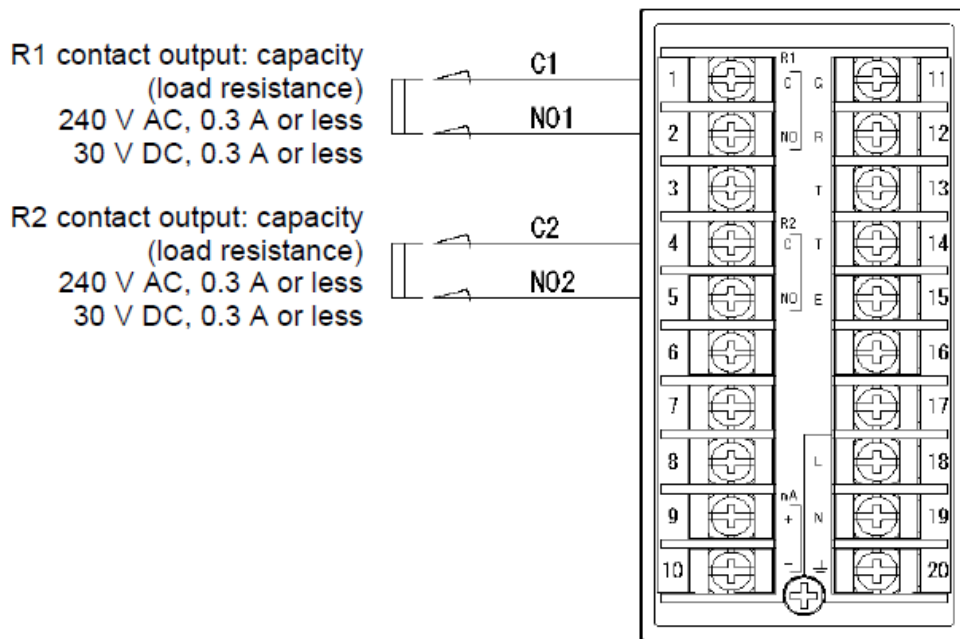 R1 contact output: capacity
(load resistance)
240 V AC, 0.3 A or less
30 V DC, 0.3 A or less
C1
NO1
R2 contact output: capacity
(load resistance)
240 V AC, 0.3 A or less
30 V DC, 0.3 A or less
C2
NO2
R1
1 C G 11
2 NO R 12
3 T 13
R2
4 C T 14
5 NO E 15
6 16
7 17
8 L 18
mA
9 + N 19
10 - ⏚ 20